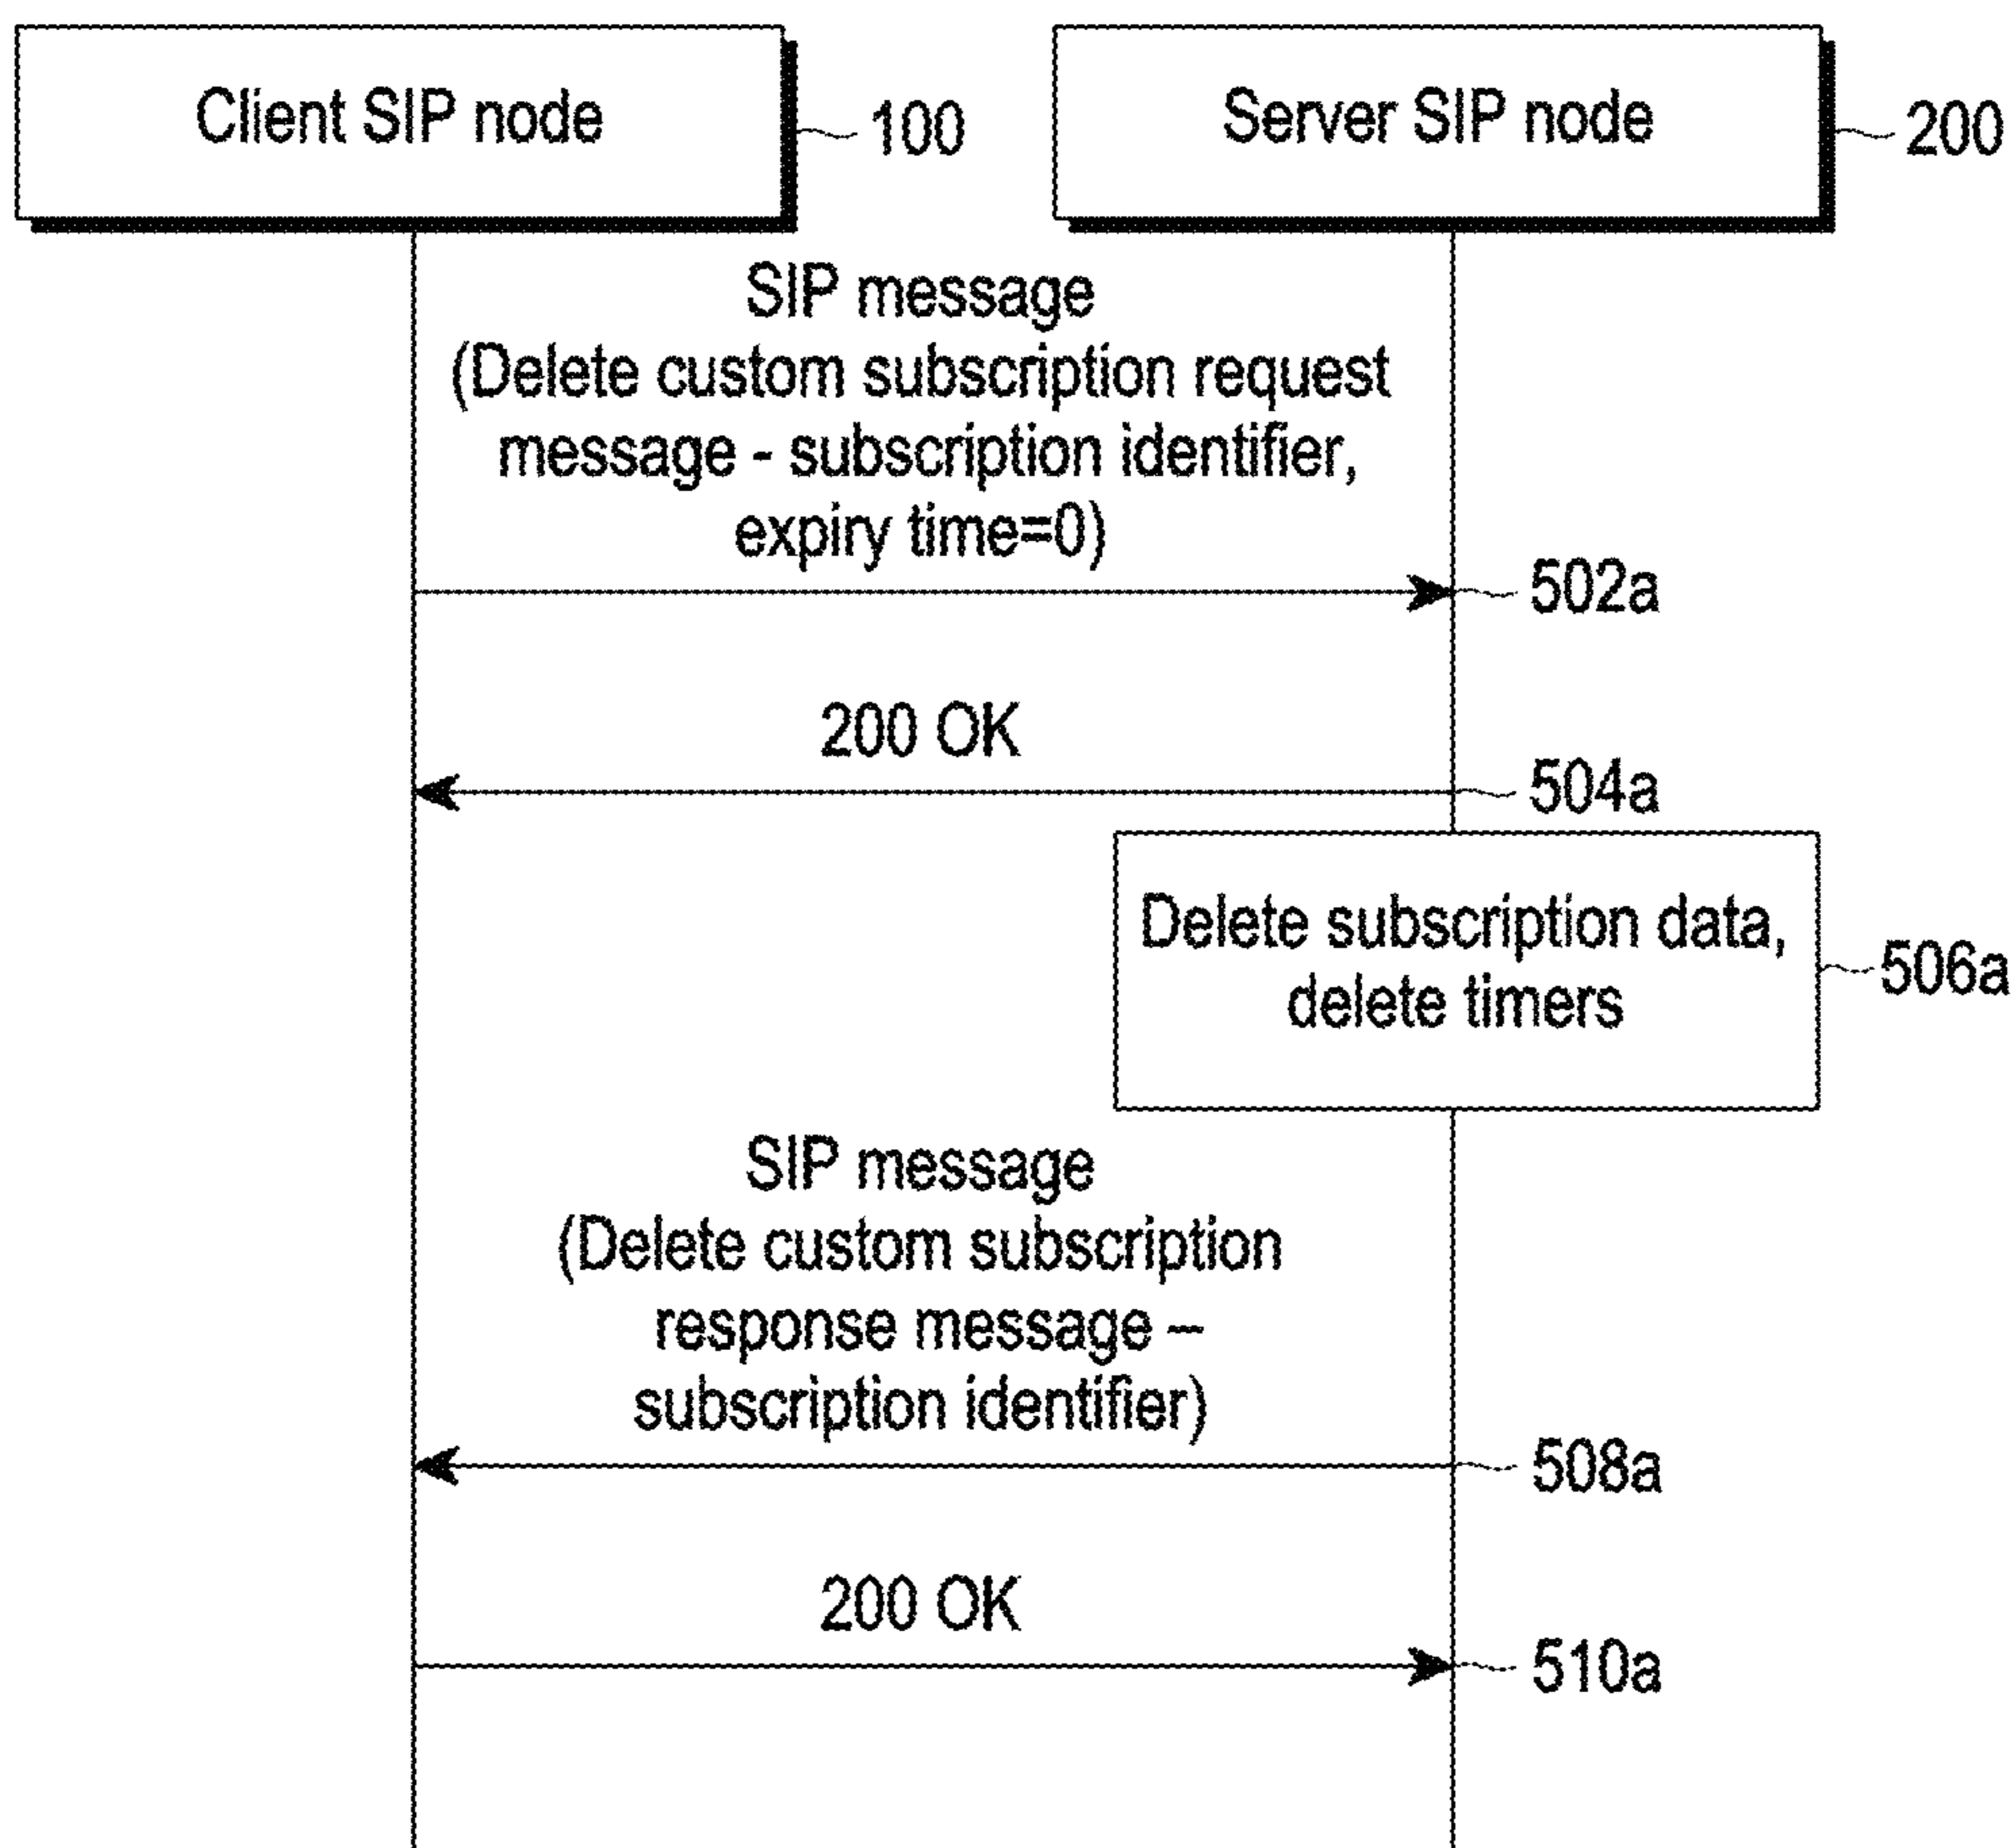 Client SIP node
100
Server SIP node
200
SIP message
(Delete custom subscription request
message - subscription identifier,
expiry time=0)
502a
200 OK
504a
Delete subscription data,
delete timers
506a
SIP message
(Delete custom subscription
response message –
subscription identifier)
508a
200 OK
510a